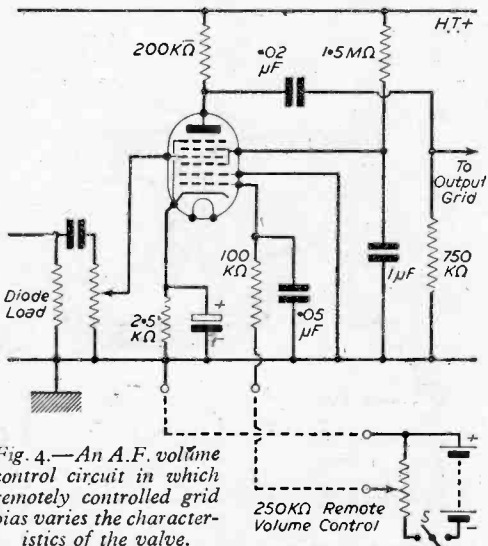 H.T.+
200KΩ
·02
μF
1·5MΩ
To
Output
Grid
Diode
Load
100
KΩ
2·5
KΩ
+
-
·05
μF
1μF
750
KΩ
+
-
S
250KΩ Remote
Volume Control
Fig. 4.—An A.F. volume
control circuit in which
remotely controlled grid
bias varies the character-
istics of the valve.